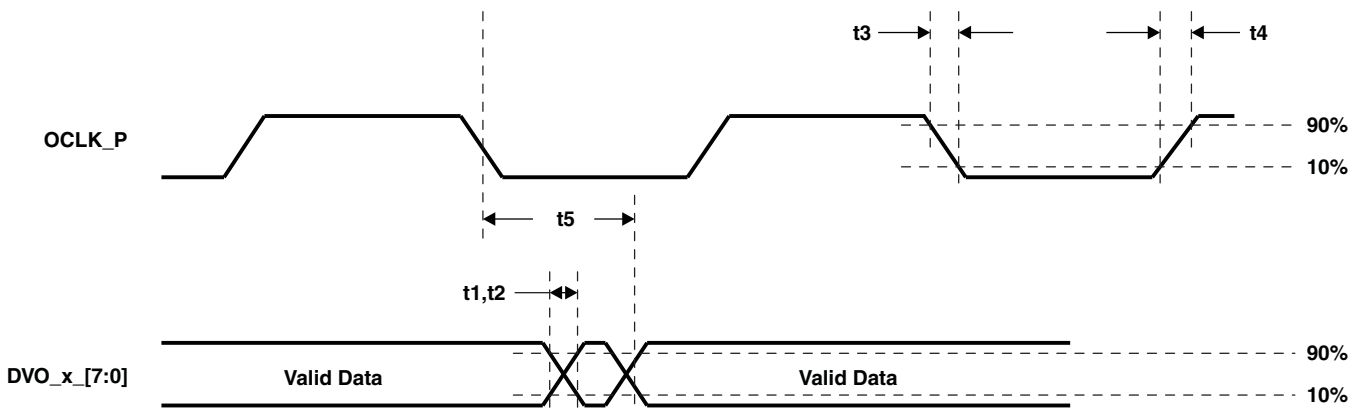 t3
t4
OCLK_P
90%
10%
t5
t1,t2
DVO_x_[7:0]
Valid Data
Valid Data
90%
10%